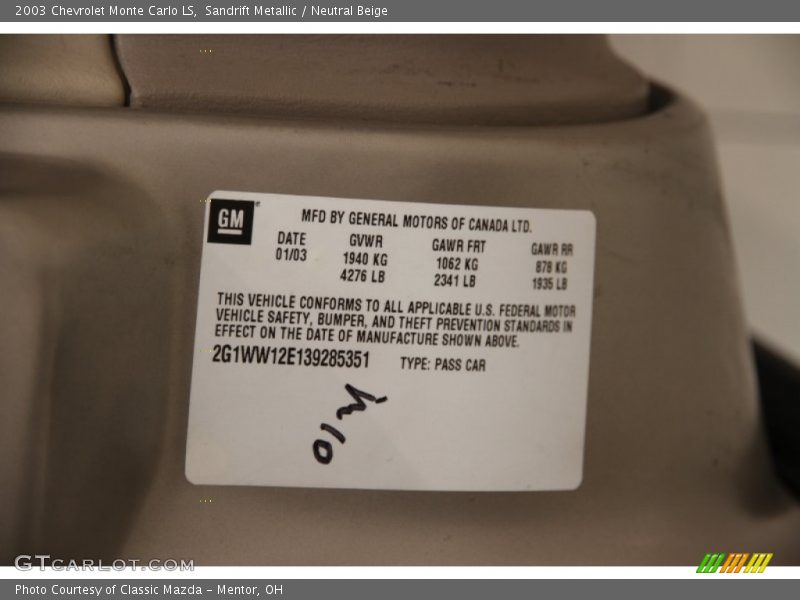 2003 Chevrolet Monte Carlo LS, Sandrift Metallic / Neutral Beige
GM
MFD BY GENERAL MOTORS OF CANADA LTD.
DATE GVWR GAWR FRT GAWR RR
01/03 1940 KG 1062 KG 878 KG
4276 LB 2341 LB 1935 LB
THIS VEHICLE CONFORMS TO ALL APPLICABLE U.S. FEDERAL MOTOR
VEHICLE SAFETY, BUMPER, AND THEFT PREVENTION STANDARDS IN
EFFECT ON THE DATE OF MANUFACTURE SHOWN ABOVE.
2G1WW12E139285351 TYPE: PASS CAR
GTCARLOT.COM
Photo Courtesy of Classic Mazda - Mentor, OH